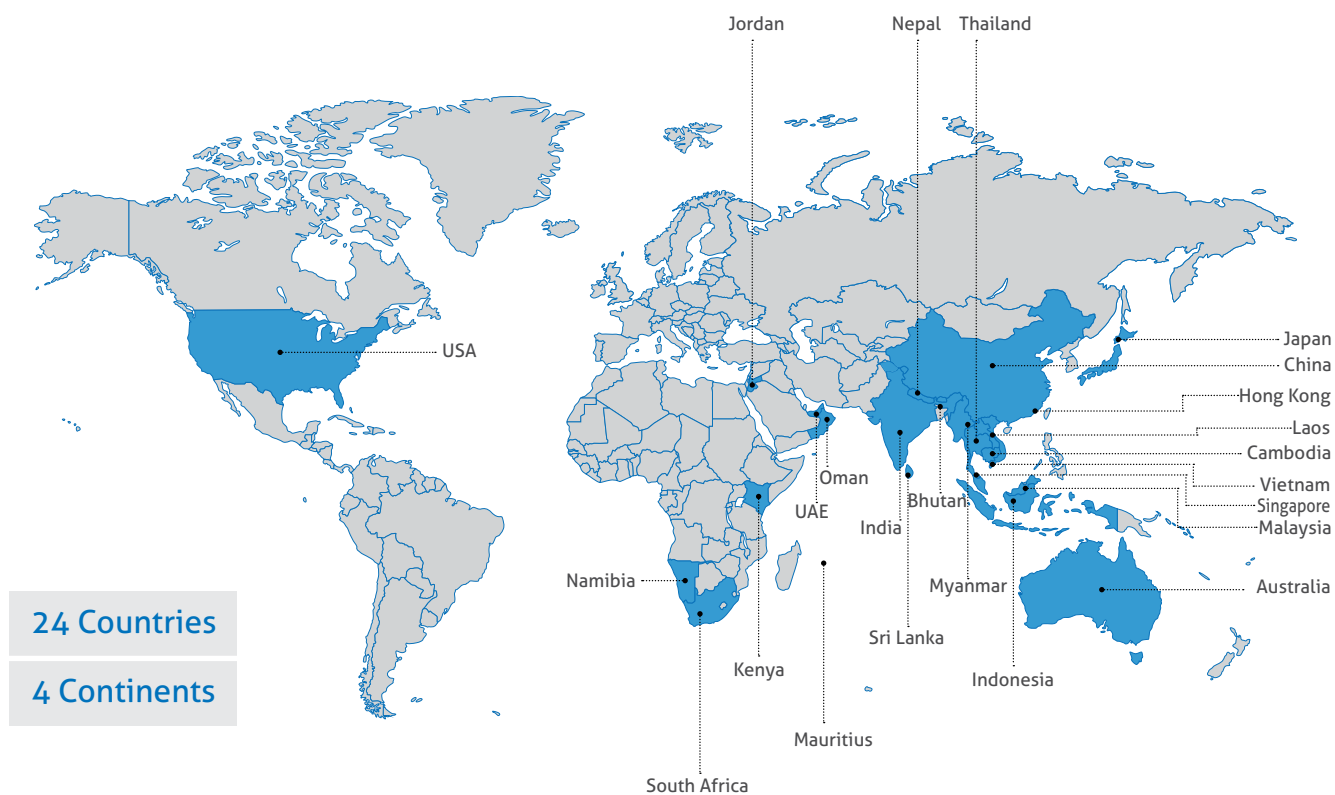 Jordan
Nepal
Thailand
USA
Japan
China
Hong Kong
Laos
Cambodia
Vietnam
Singapore
Malaysia
Oman
UAE
Bhutan
India
Namibia
Myanmar
Australia
Sri Lanka
Kenya
Indonesia
Mauritius
South Africa
24 Countries
4 Continents